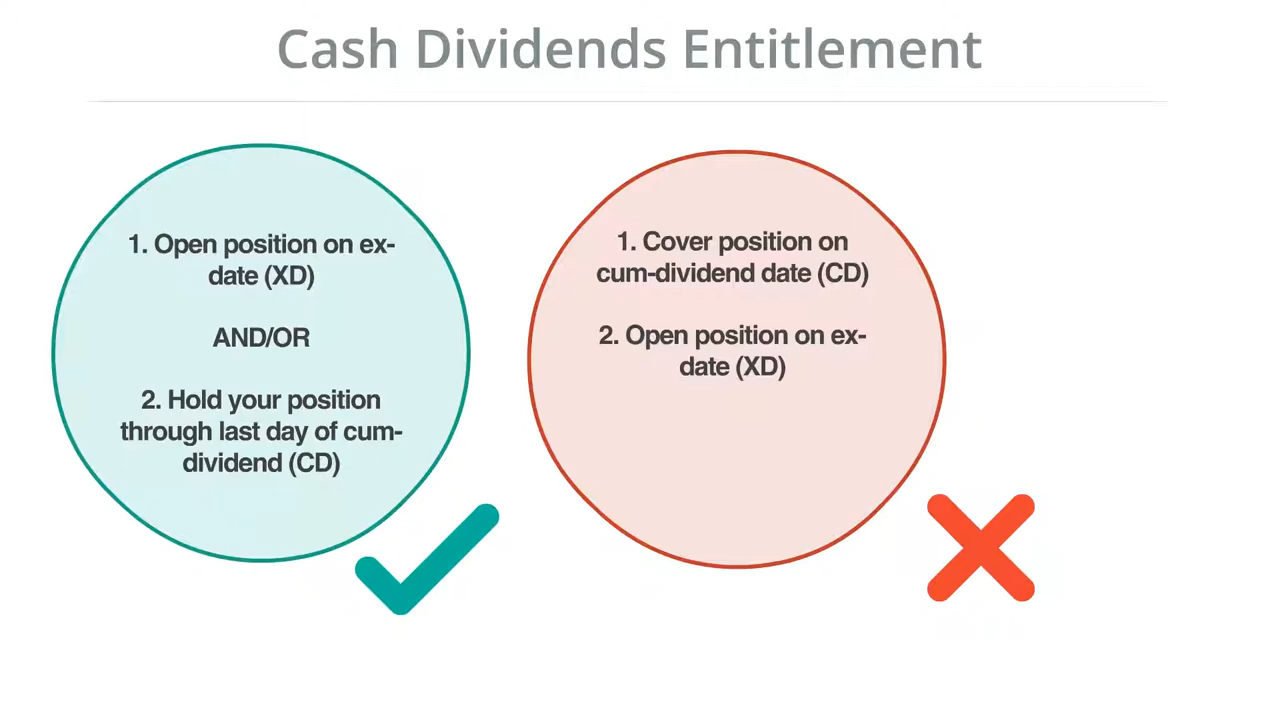 Cash Dividends Entitlement
1. Open position on ex-
date (XD)
AND/OR
2. Hold your position
through last day of cum-
dividend (CD)
1. Cover position on
cum-dividend date (CD)
2. Open position on ex-
date (XD)